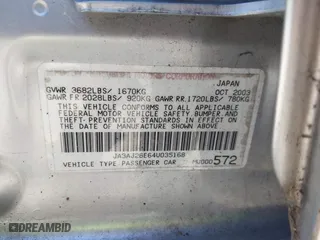 JAPAN
GVWR 3682LBS/ 1670KG OCT 2003
GAWR FR 2028LBS/ 920KG GAWR RR 1720LBS/ 780KG
THIS VEHICLE CONFORMS TO ALL APPLICABLE
FEDERAL MOTOR VEHICLE SAFETY BUMPER AND
THEFT-PREVENTION STANDARDS IN EFFECT ON
THE DATE OF MANUFACTURE SHOWN ABOVE.
JA3AJ26E64U035168
VEHICLE TYPE PASSENGER CAR MU000572
© AUTOBIDMASTER